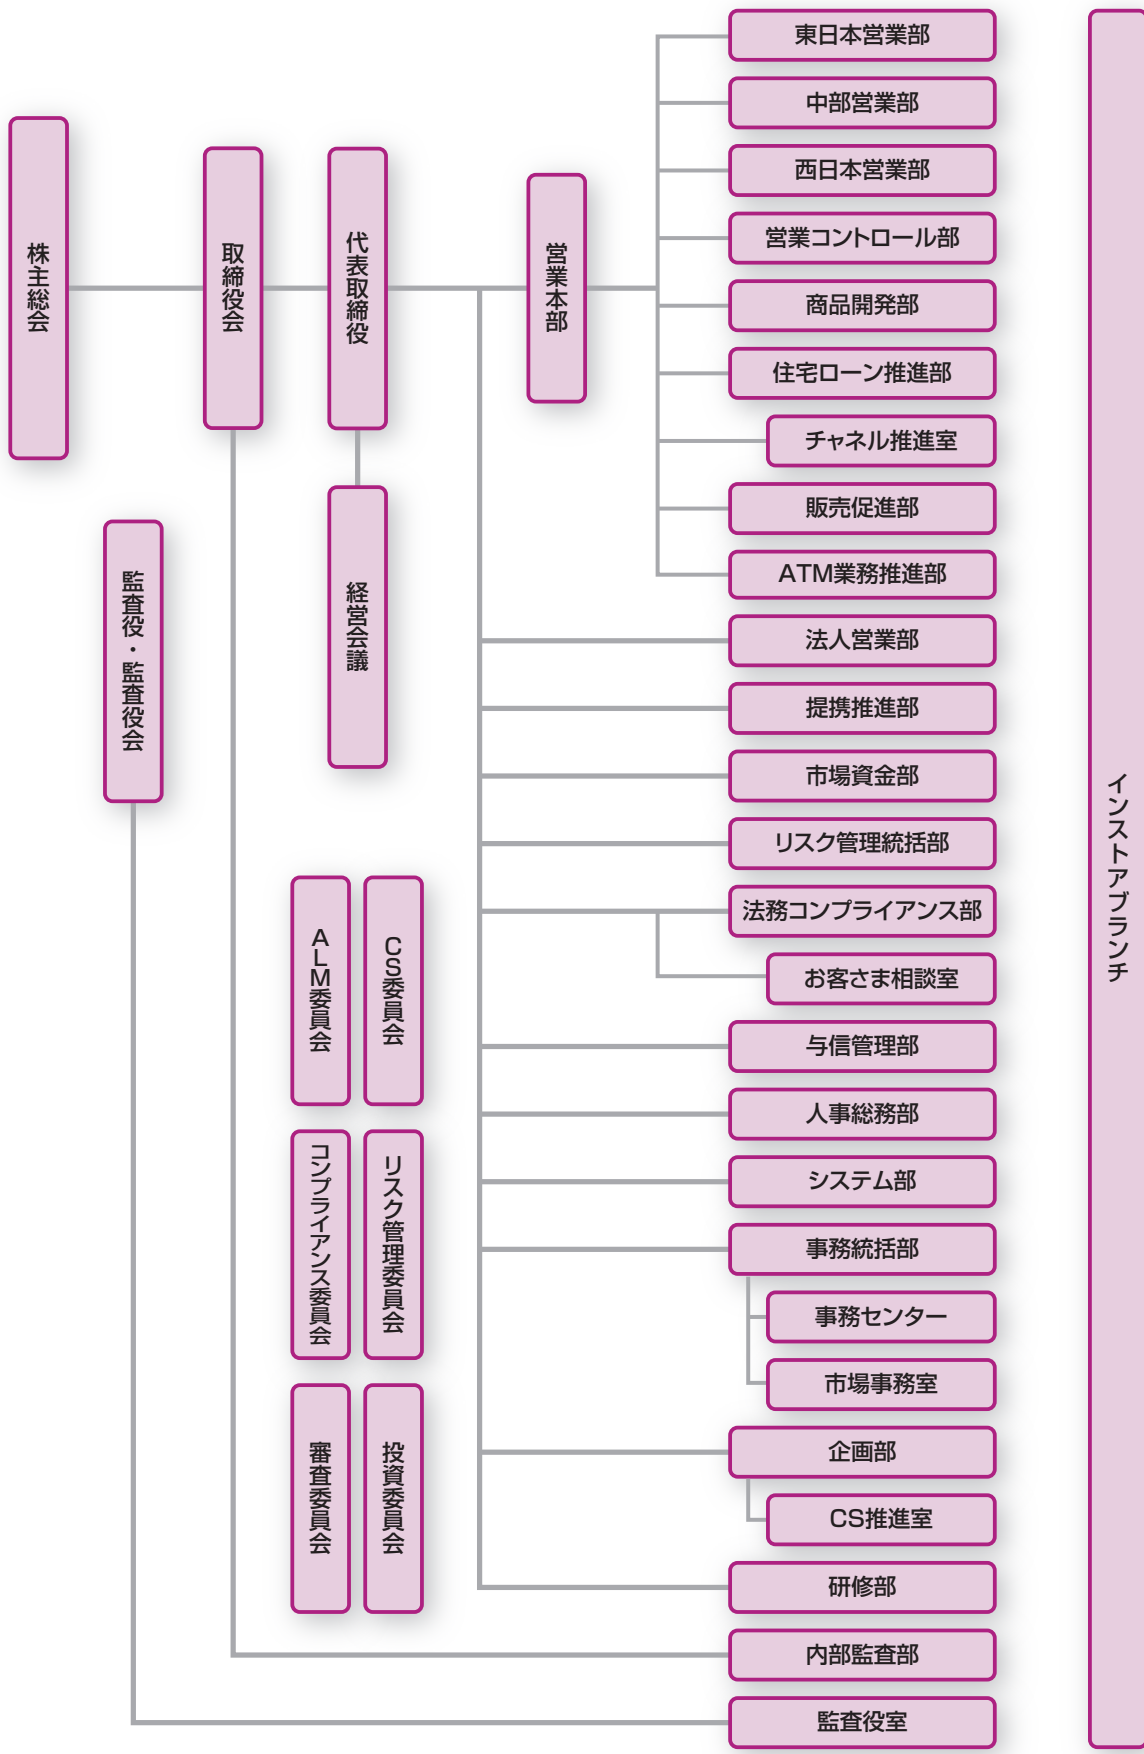 株主総会
取締役会
代表取締役
経営会議
監査役・監査役会
営業本部
東日本営業部
中部営業部
西日本営業部
営業コントロール部
商品開発部
住宅ローン推進部
チャネル推進室
販売促進部
ATM業務推進部
法人営業部
提携推進部
市場資金部
リスク管理統括部
法務コンプライアンス部
お客さま相談室
与信管理部
人事総務部
システム部
事務統括部
事務センター
市場事務室
企画部
CS推進室
研修部
内部監査部
監査役室
ALM委員会
CS委員会
コンプライアンス委員会
リスク管理委員会
審査委員会
投資委員会
インストアブランチ